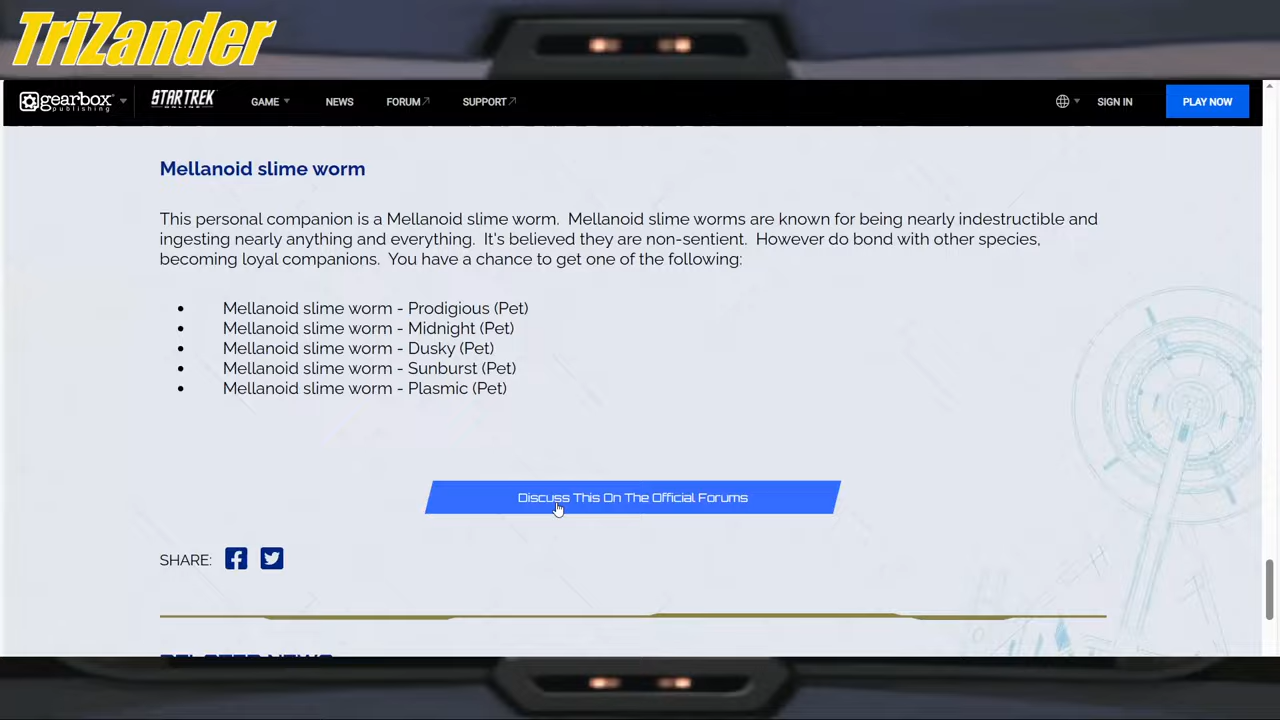 TriZander
gearbox publishing STAR TREK ONLINE GAME NEWS FORUM SUPPORT SIGN IN PLAY NOW
Mellanoid slime worm
This personal companion is a Mellanoid slime worm. Mellanoid slime worms are known for being nearly indestructible and
ingesting nearly anything and everything. It's believed they are non-sentient. However do bond with other species,
becoming loyal companions. You have a chance to get one of the following:
• Mellanoid slime worm - Prodigious (Pet)
• Mellanoid slime worm - Midnight (Pet)
• Mellanoid slime worm - Dusky (Pet)
• Mellanoid slime worm - Sunburst (Pet)
• Mellanoid slime worm - Plasmic (Pet)
Discuss This On The Official Forums
SHARE:
RELATED NEWS